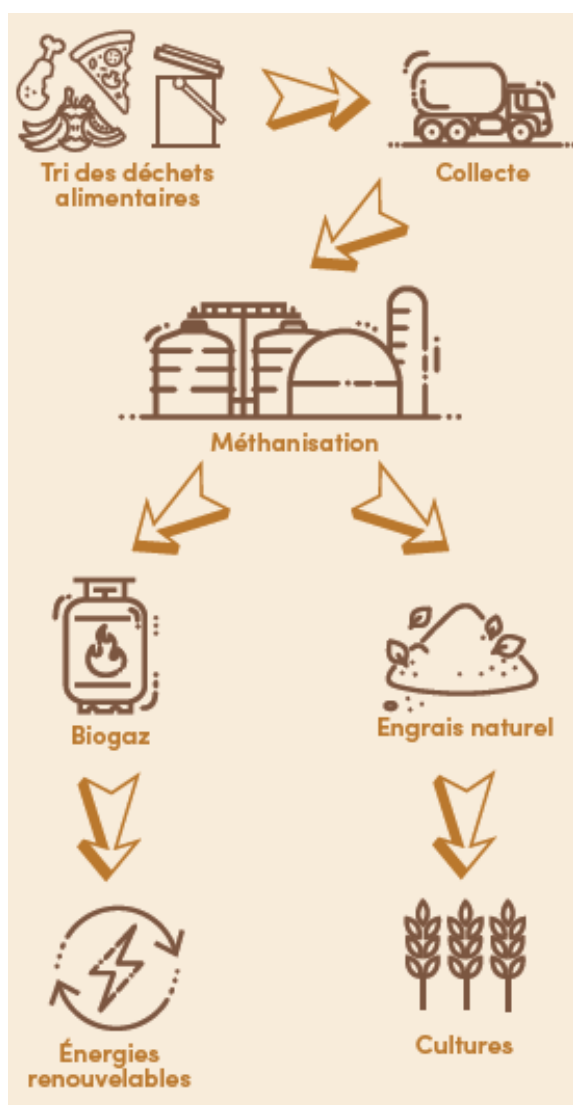 Tri des déchets
alimentaires
Collecte
Méthanisation
Biogaz
Engrais naturel
Énergies
renouvelables
Cultures